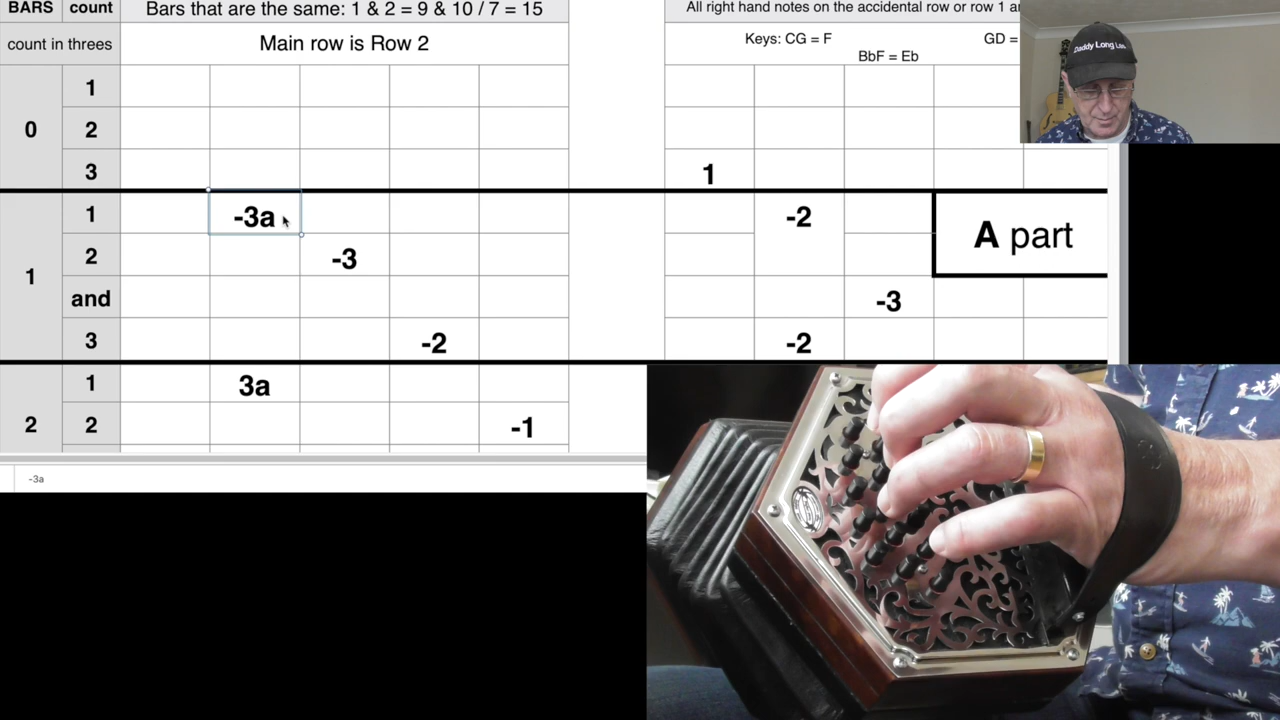 BARS count Bars that are the same: 1 & 2 = 9 & 10 / 7 = 15 All right hand notes on the accidental row or row 1
count in threes Main row is Row 2 Keys: CG = F GD =
BbF = Eb
1
0 2
3 1
1 -3a -2 A part
2 -3
1
and -3
3 -2 -2
1 3a
2 2 -1
-3a
Daddy Long